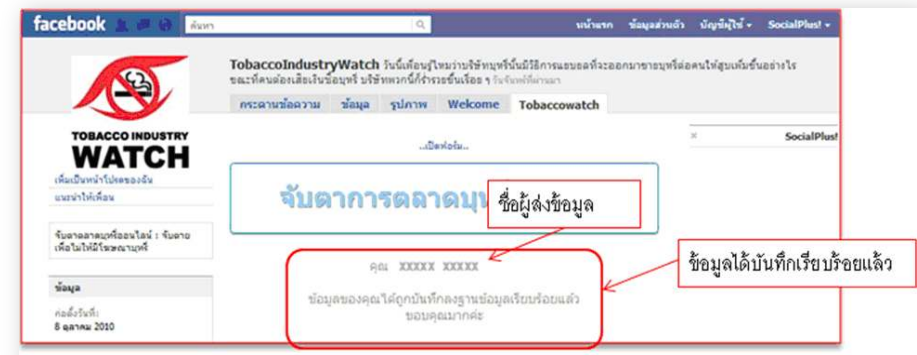 facebook
ค้นหา
หน้าแรก ข้อมูลส่วนตัว บัญชีผู้ใช้ SocialPlus!
TobaccoIndustryWatch วันนี้เพื่อนรู้ไหมว่าบริษัทบุหรี่นั้นมีวิธีการแยบยลที่จะออกมาขายบุหรี่ต่อคนให้สูบเพิ่มขึ้นอย่างไร
ขณะที่คนต้องเสียเงินซื้อบุหรี่ บริษัทพวกนี้ก็ร่ำรวยขึ้นเรื่อย ๆ วันจันทร์ที่ผ่านมา
กระดานข้อความ ข้อมูล รูปภาพ Welcome Tobaccowatch
TOBACCO INDUSTRY
WATCH
เพิ่มเป็นหน้าโปรดของฉัน
แนะนำให้เพื่อน
จับตาตลาดบุหรี่ออนไลน์ : จับตาย
เพื่อไม่ให้มีโฆษณาบุหรี่
ข้อมูล
ก่อตั้งวันที่:
8 ตุลาคม 2010
..เปิดฟอร์ม..
× SocialPlus!
จับตาการตลาดบุ
ชื่อผู้ส่งข้อมูล
คุณ XXXXX XXXXX
ข้อมูลของคุณได้ถูกบันทึกลงฐานข้อมูลเรียบร้อยแล้ว
ขอบคุณมากค่ะ
ข้อมูลได้บันทึกเรียบร้อยแล้ว